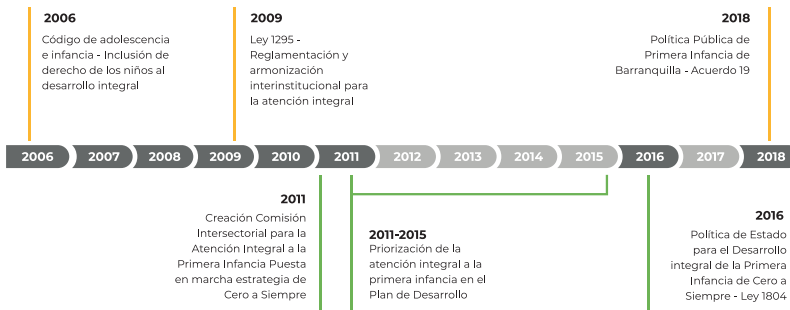 2006
Código de adolescencia
e infancia - Inclusión de
derecho de los niños al
desarrollo integral
2009
Ley 1295 -
Reglamentación y
armonización
interinstitucional para
la atención integral
2018
Política Pública de
Primera Infancia de
Barranquilla - Acuerdo 19
2006 2007 2008 2009 2010 2011 2012 2013 2014 2015 2016 2017 2018
2011
Creación Comisión
Intersectorial para la
Atención Integral a la
Primera Infancia Puesta
en marcha estrategia de
Cero a Siempre
2011-2015
Priorización de la
atención integral a la
primera infancia en el
Plan de Desarrollo
2016
Política de Estado
para el Desarrollo
integral de la Primera
Infancia de Cero a
Siempre - Ley 1804